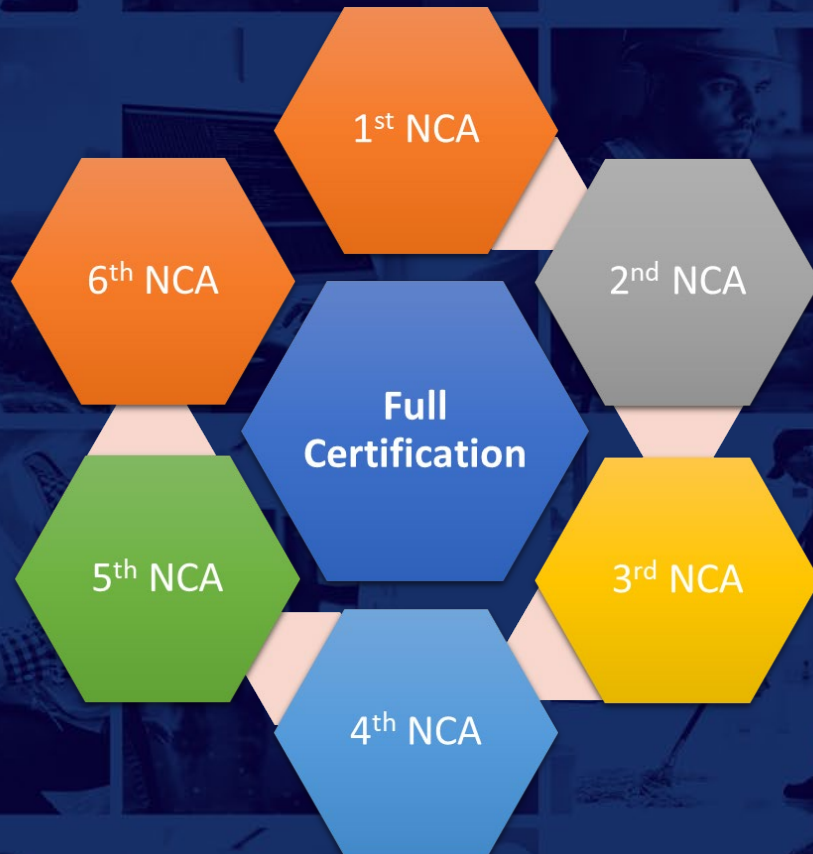 1st NCA
2nd NCA
3rd NCA
4th NCA
5th NCA
6th NCA
Full
Certification